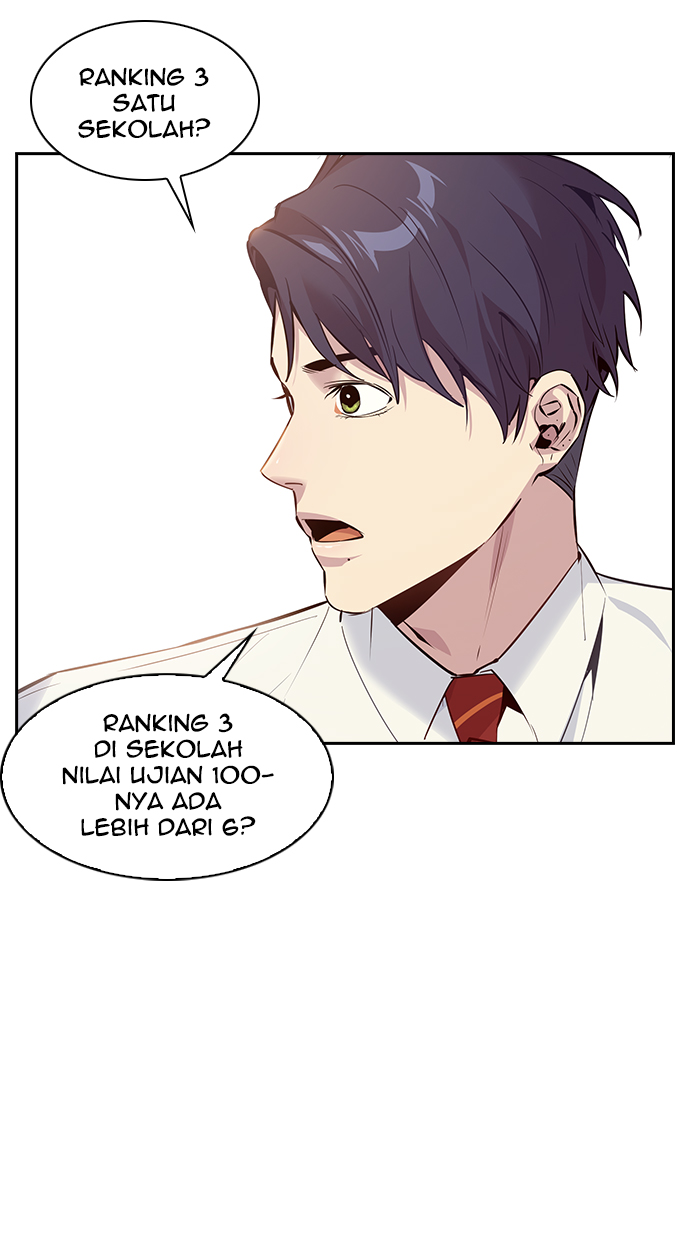 RANKING 3
SATU
SEKOLAH?
RANKING 3
DI SEKOLAH
NILAI UJIAN 100-
NYA ADA
LEBIH DARI 6?